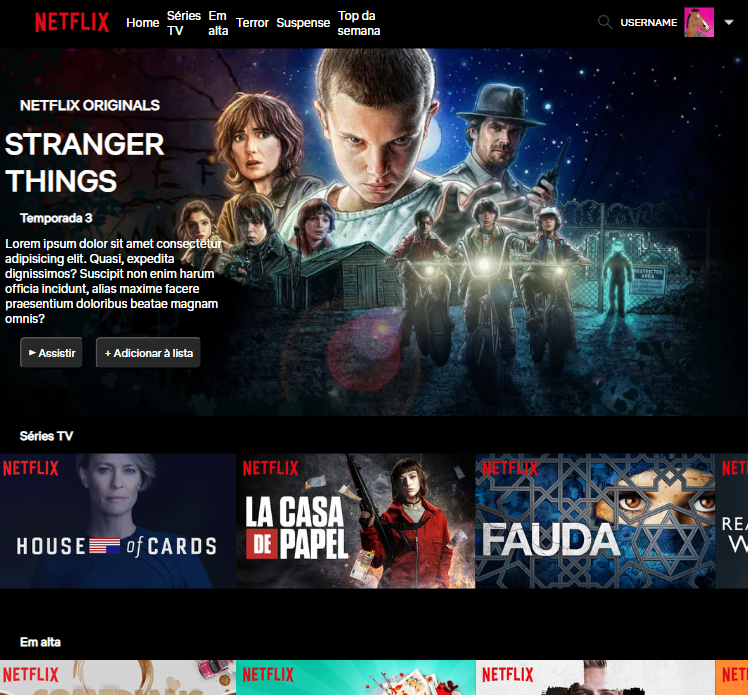 NETFLIX
Home
Séries
TV
Em
alta
Terror
Suspense
Top da
semana
USERNAME
NETFLIX ORIGINALS
STRANGER
THINGS
Temporada 3
Lorem ipsum dolor sit amet consectetur
adipisicing elit. Quasi, expedita
dignissimos? Suscipit non enim harum
officia incidunt, alias maxime facere
praesentium doloribus beatae magnam
omnis?
► Assistir
+ Adicionar à lista
RESTRICTED
AREA
Séries TV
NETFLIX
HOUSE of CARDS
NETFLIX
LA CASA
DE PAPEL
NETFLIX
FAUDA
NET
REA
W
Em alta
NETFLIX
NETFLIX
NETFLIX
NET